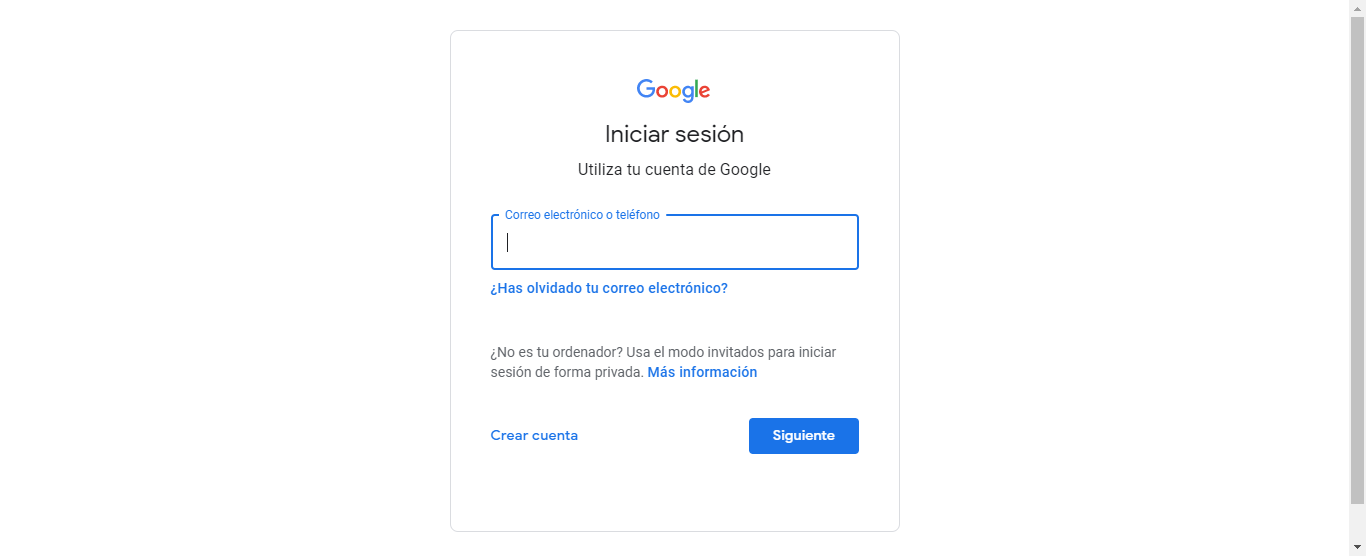 Google
Iniciar sesión
Utiliza tu cuenta de Google
Correo electrónico o teléfono
¿Has olvidado tu correo electrónico?
¿No es tu ordenador? Usa el modo invitados para iniciar
sesión de forma privada. Más información
Crear cuenta
Siguiente